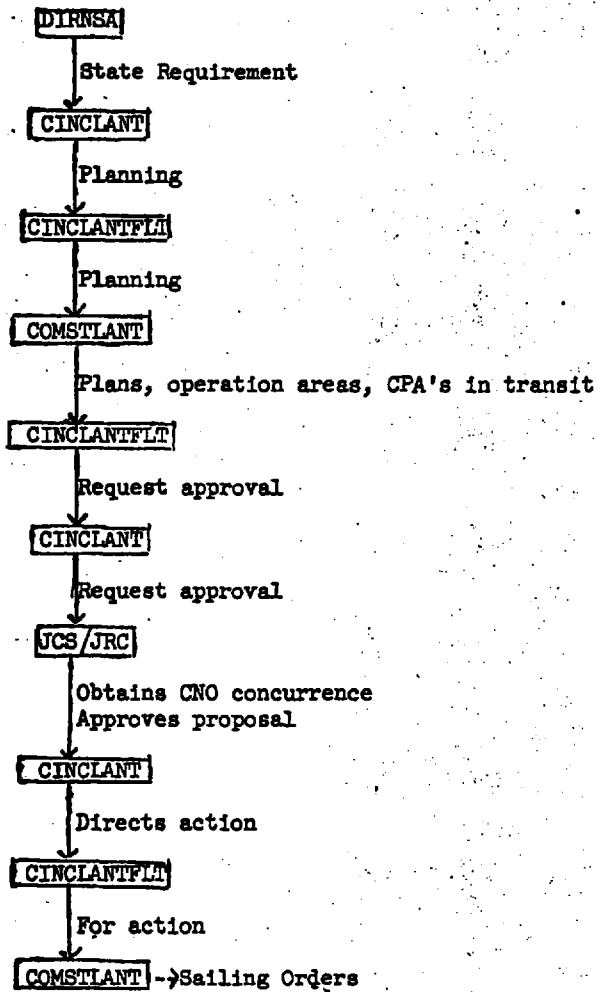 DIRNSA
State Requirement
CINCLANT
Planning
CINCLANTFLT
Planning
COMSTLANT
Plans, operation areas, CPA's in transit
CINCLANTFLT
Request approval
CINCLANT
Request approval
JCS/JRC
Obtains CNO concurrence
Approves proposal
CINCLANT
Directs action
CINCLANTFLT
For action
COMSTLANT → Sailing Orders